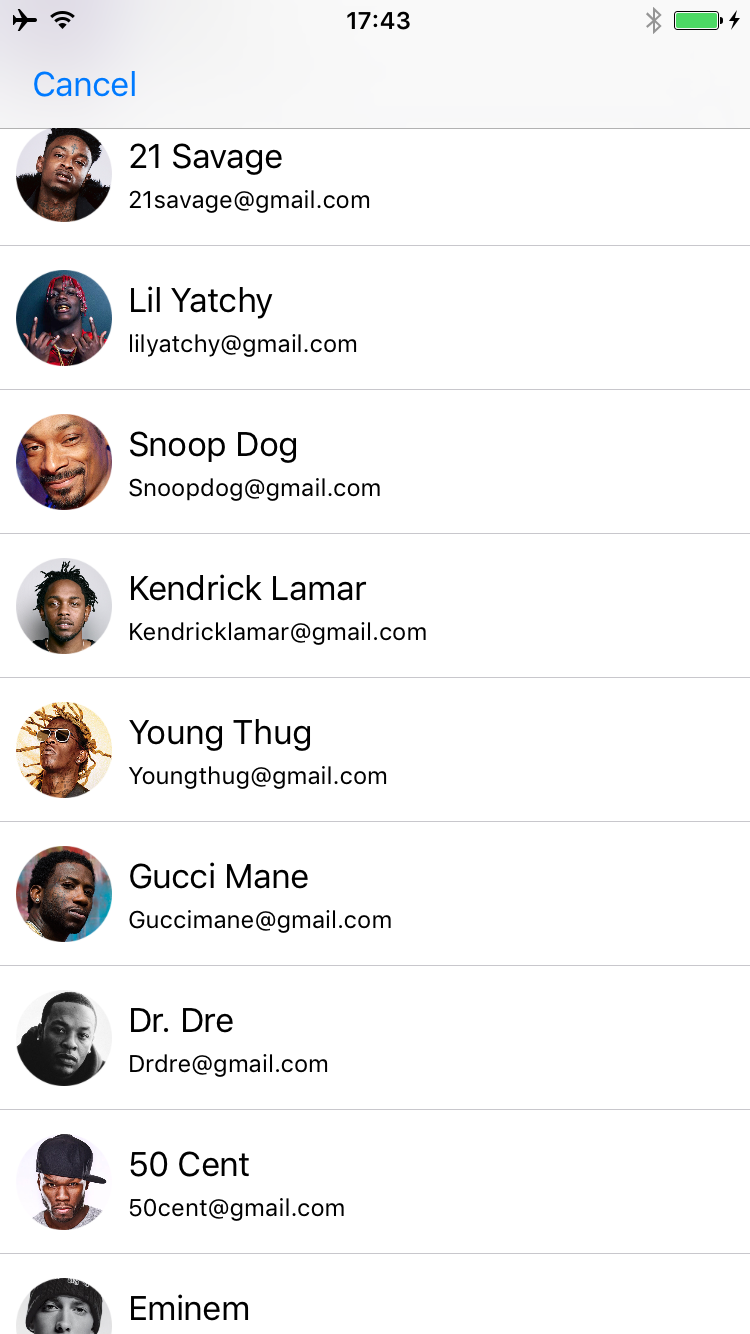 17:43
Cancel
21 Savage
21savage@gmail.com
Lil Yatchy
lilyatchy@gmail.com
Snoop Dog
Snoopdog@gmail.com
Kendrick Lamar
Kendricklamar@gmail.com
Young Thug
Youngthug@gmail.com
Gucci Mane
Guccimane@gmail.com
Dr. Dre
Drdre@gmail.com
50 Cent
50cent@gmail.com
Eminem